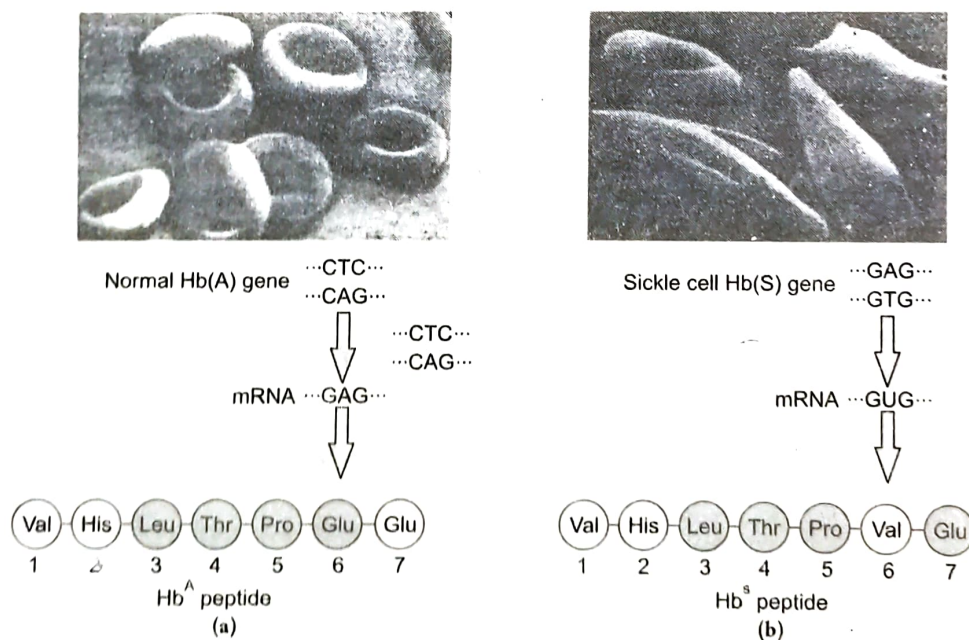 Normal Hb(A) gene
···CTC···
···CAG···
···CTC···
···CAG···
mRNA ···GAG···
Val His Leu Thr Pro Glu Glu
1 3 4 5 6 7
Hb^A peptide
(a)
Sickle cell Hb(S) gene
···GAG···
···GTG···
mRNA ···GUG···
Val His Leu Thr Pro Val Glu
1 2 3 4 5 6 7
Hb^s peptide
(b)